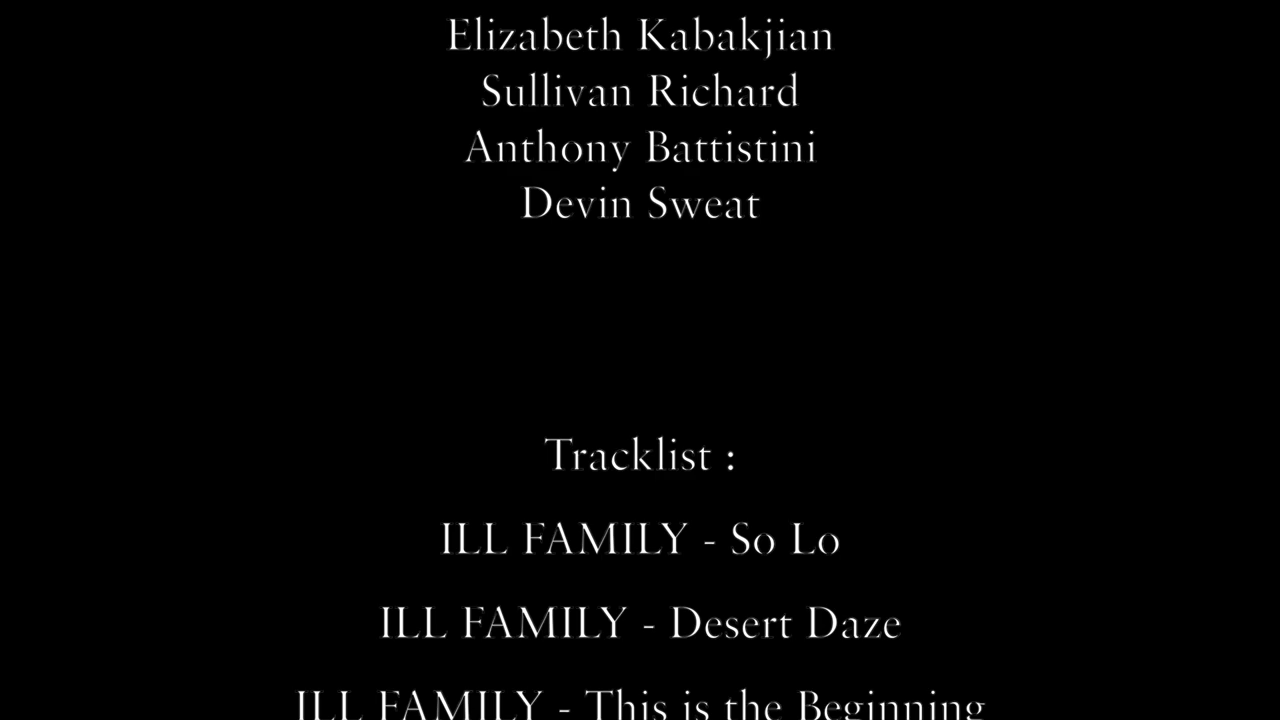 Elizabeth Kabakjian
Sullivan Richard
Anthony Battistini
Devin Sweat
Tracklist :
ILL FAMILY - So Lo
ILL FAMILY - Desert Daze
ILL FAMILY - This is the Beginning